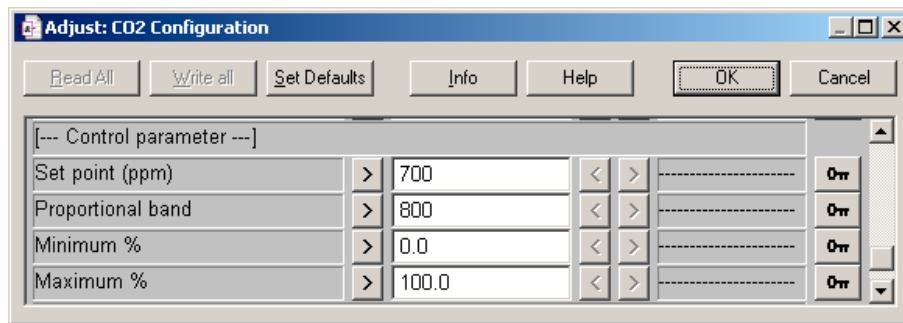 Adjust: CO2 Configuration
Read All Write all Set Defaults Info Help OK Cancel
[--- Control parameter ---]
Set point (ppm) > 700 < > ----------------------
Proportional band > 800 < > ----------------------
Minimum % > 0.0 < > ----------------------
Maximum % > 100.0 < > ----------------------